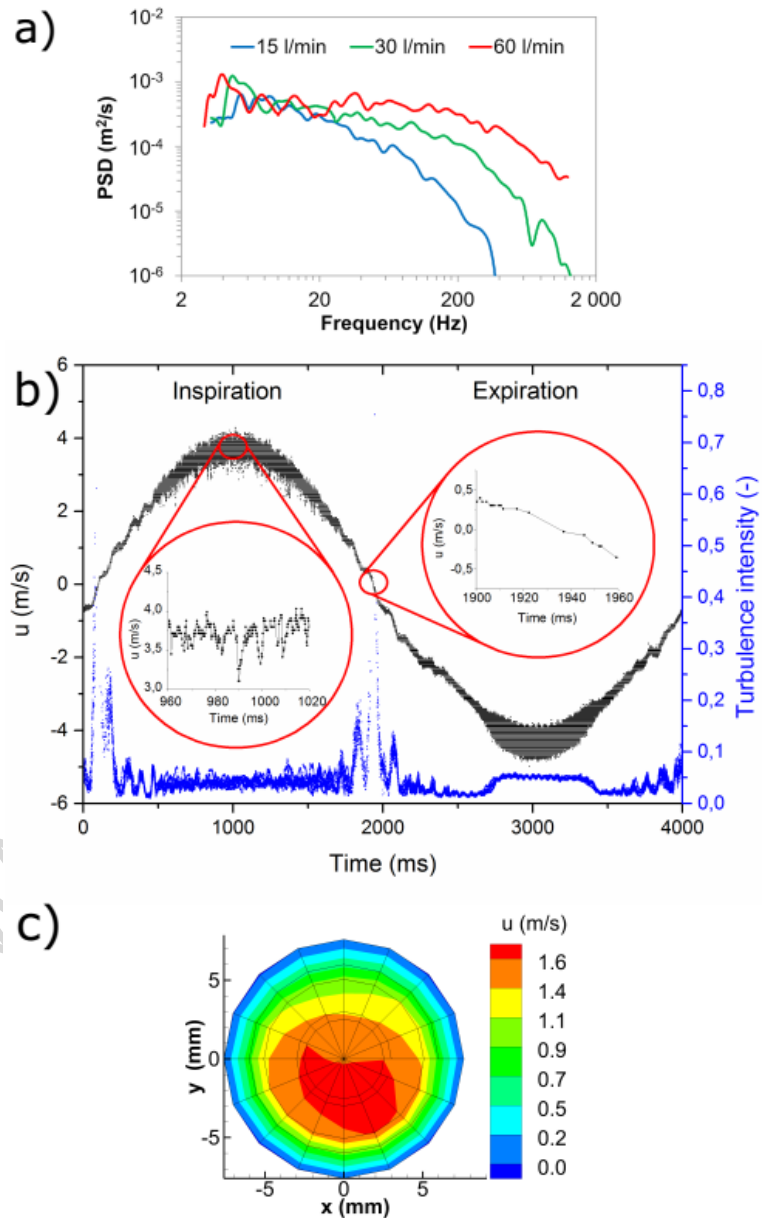 a)
10-2
15 l/min 30 l/min 60 l/min
10-3
10-4
10-5
10-6
PSD (m2/s)
2 20 200 2 000
Frequency (Hz)
b)
6
4
2
0
-2
-4
-6
u (m/s)
Inspiration Expiration
0,8
0,7
0,6
0,5
0,4
0,3
0,2
0,1
0,0
Turbulence intensity (-)
0,5
0,0
-0,5
u (m/s)
1900 1920 1940 1960
Time (ms)
4,5
4,0
3,5
3,0
u (m/s)
960 980 1000 1020
Time (ms)
0 1000 2000 3000 4000
Time (ms)
c)
u (m/s)
1.6
1.4
1.1
0.9
0.7
0.5
0.2
0.0
5
0
-5
y (mm)
-5 0 5
x (mm)